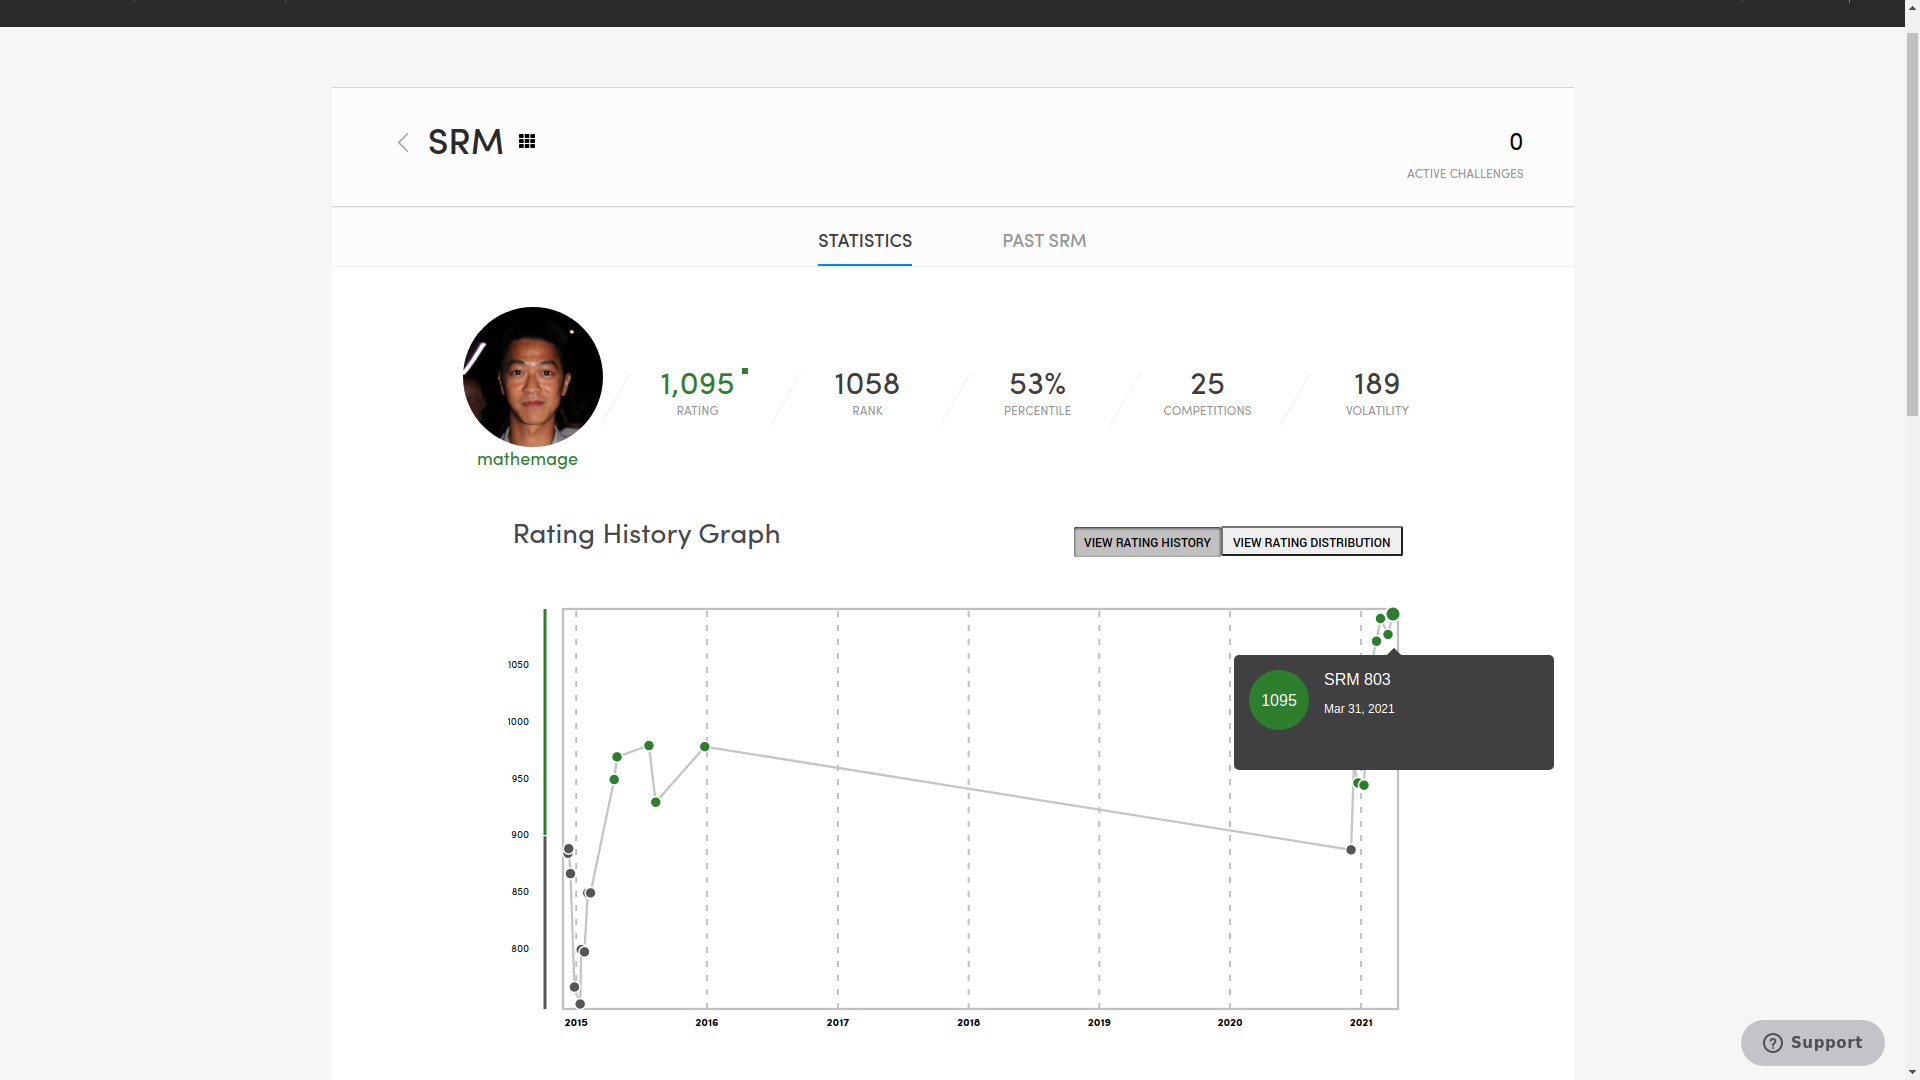 SRM
0
ACTIVE CHALLENGES
STATISTICS
PAST SRM
1,095
RATING
1058
RANK
53%
PERCENTILE
25
COMPETITIONS
189
VOLATILITY
mathemage
Rating History Graph
VIEW RATING HISTORY
VIEW RATING DISTRIBUTION
1050
1000
950
900
850
800
1095
SRM 803
Mar 31, 2021
2015
2016
2017
2018
2019
2020
2021
Support